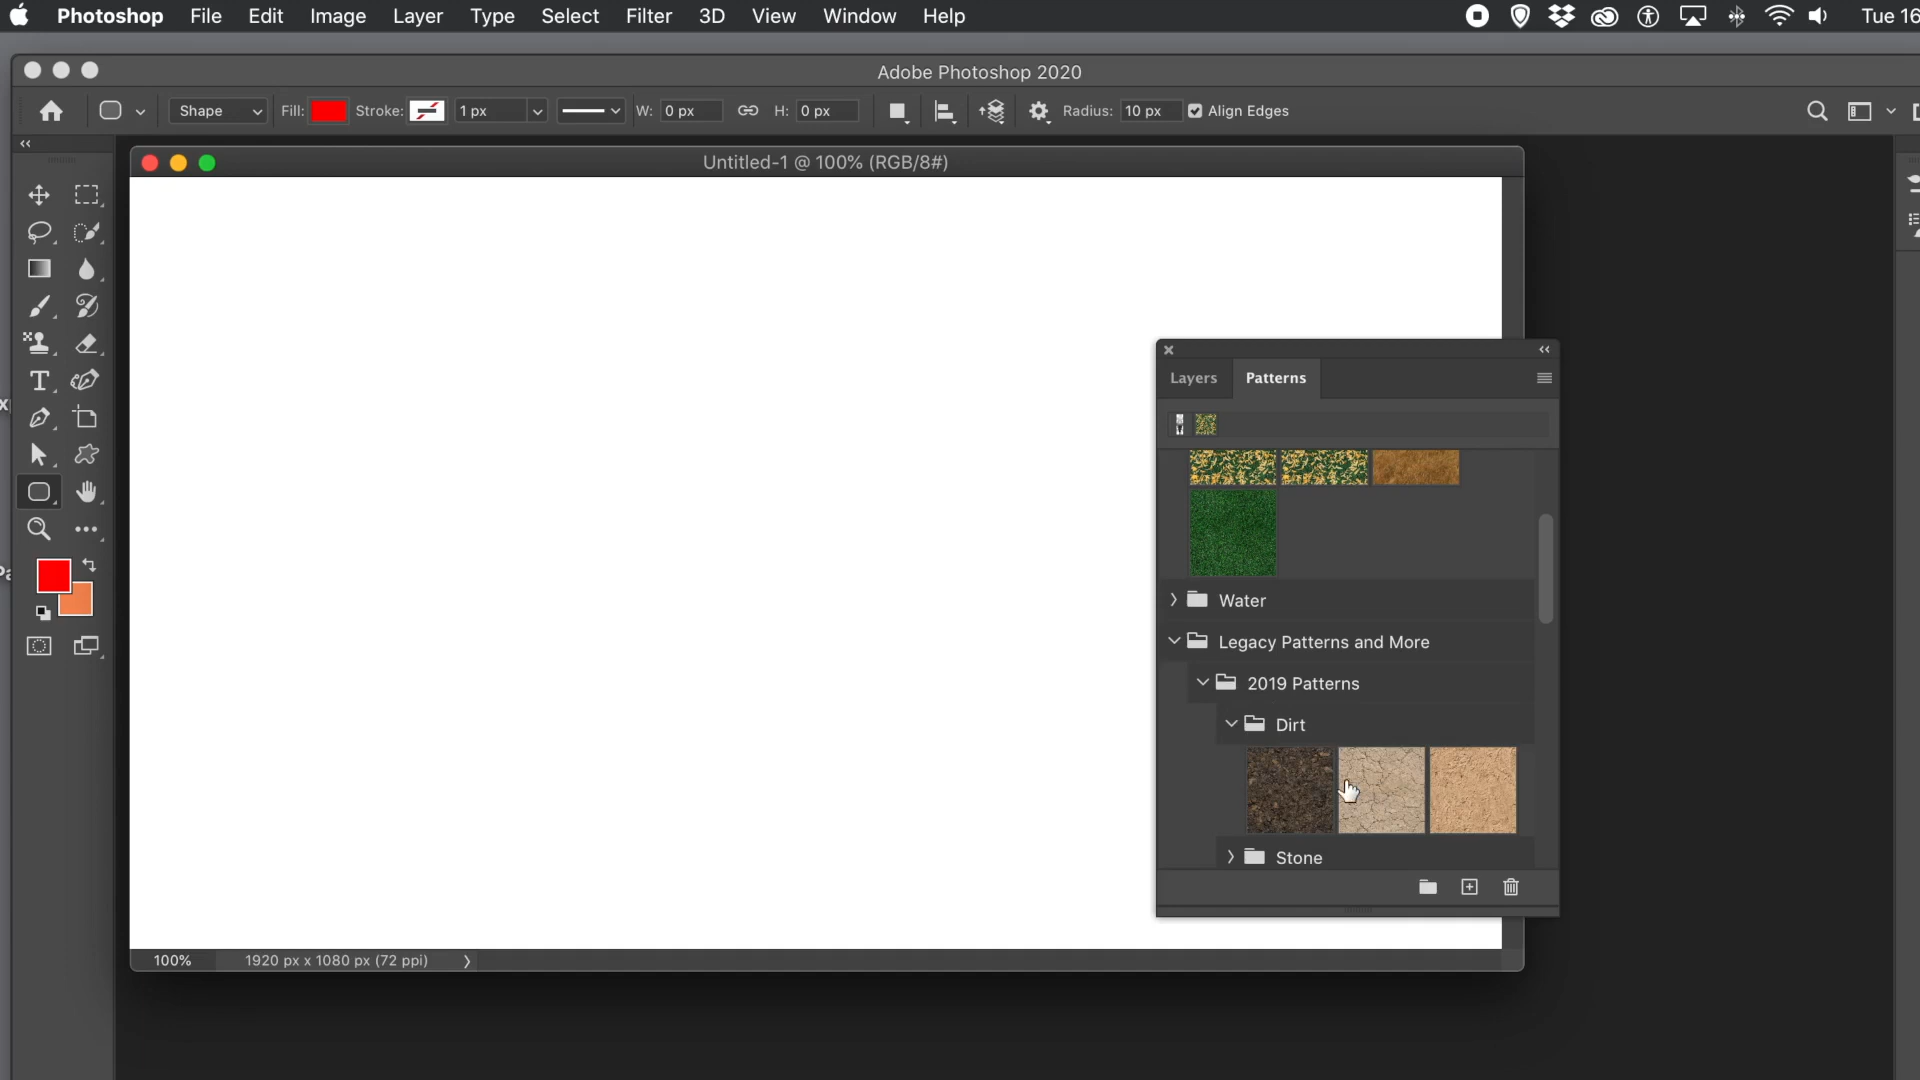 Photoshop File Edit Image Layer Type Select Filter 3D View Window Help Tue 16
Adobe Photoshop 2020
Shape Fill: Stroke: 1 px W: 0 px H: 0 px Radius: 10 px Align Edges
Untitled-1 @ 100% (RGB/8#)
Layers Patterns
Water
Legacy Patterns and More
2019 Patterns
Dirt
Stone
100% 1920 px x 1080 px (72 ppi)